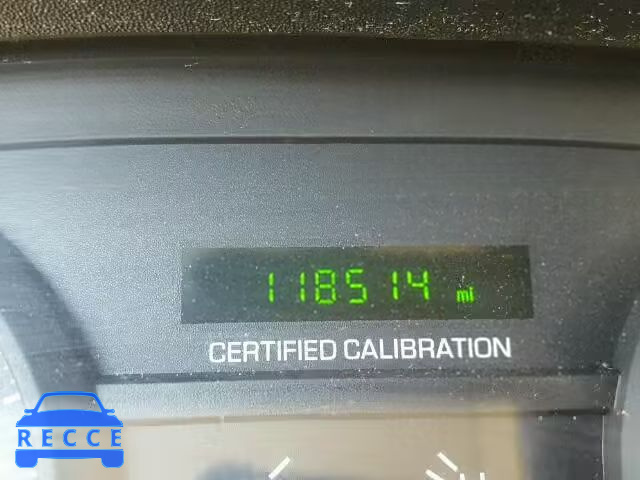 118514 mi
CERTIFIED CALIBRATION
RECCE